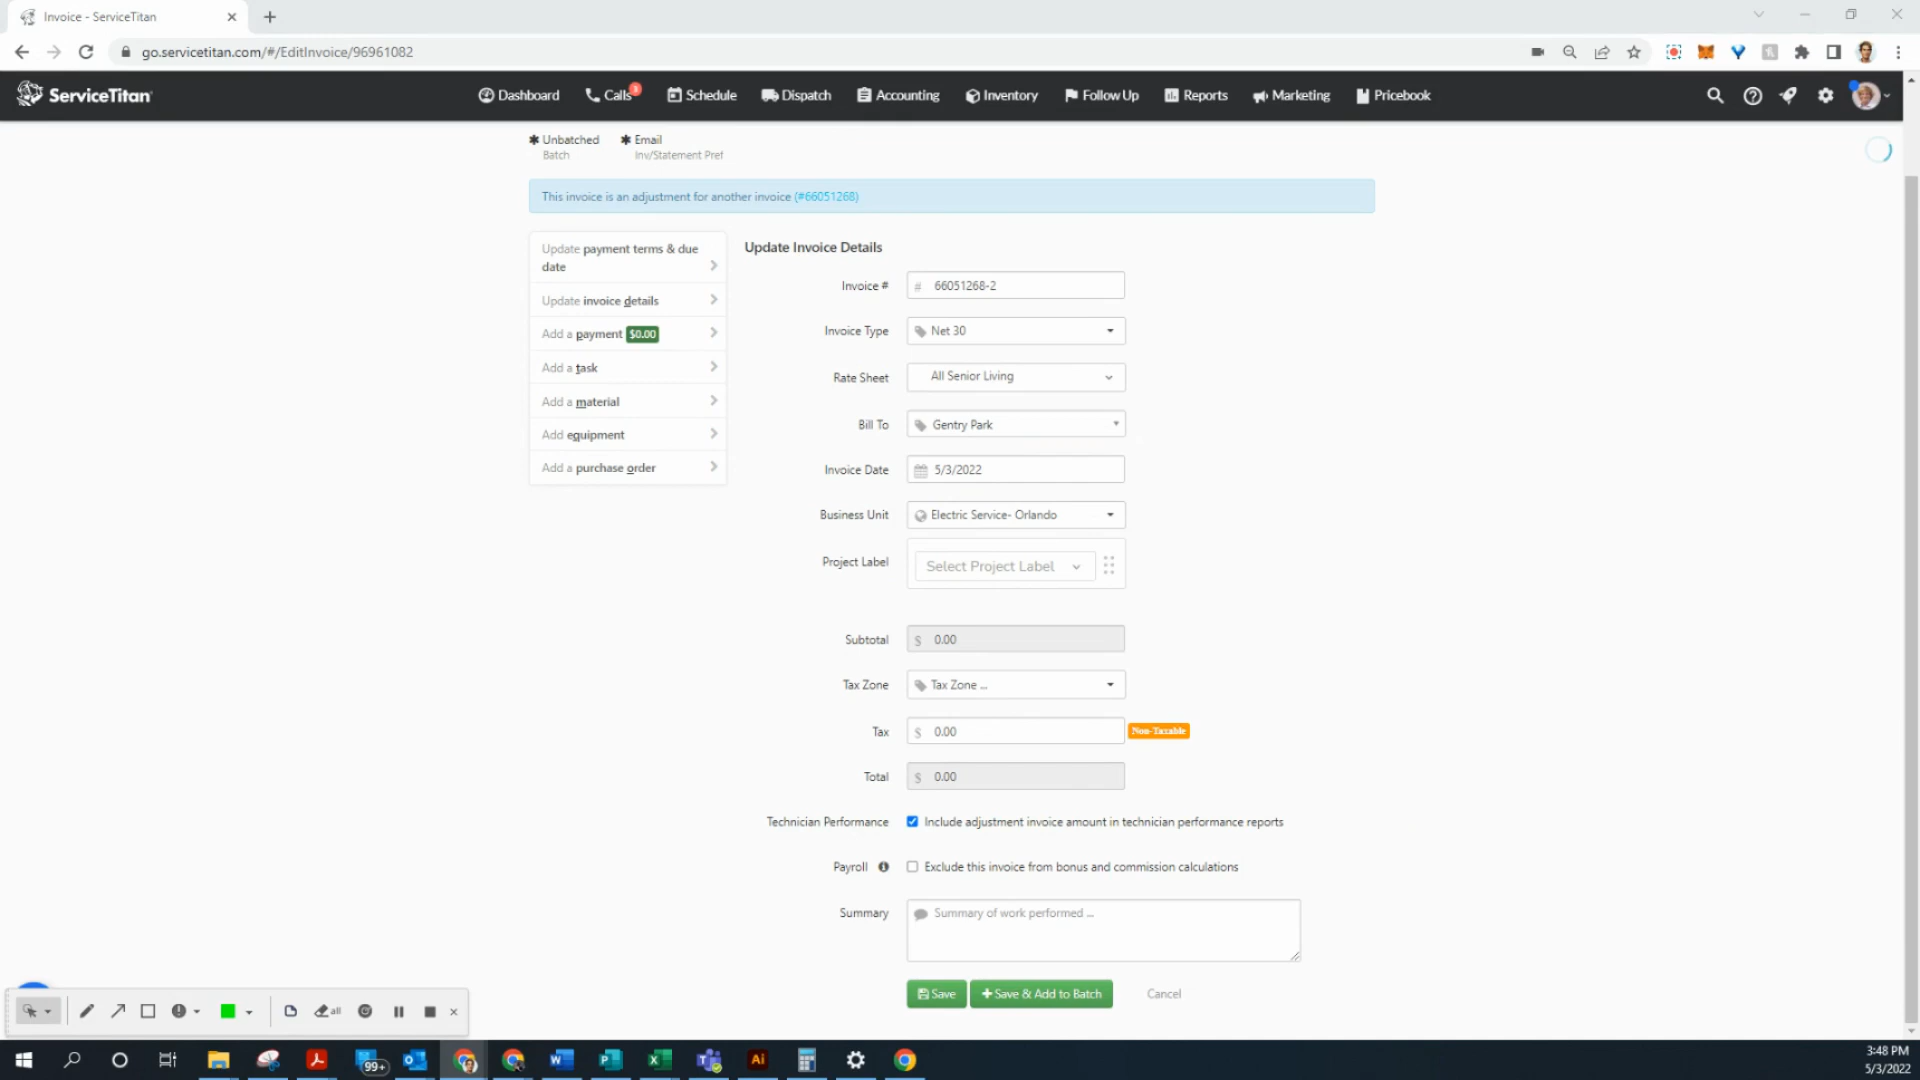 Invoice - ServiceTitan
go.servicetitan.com/#/EditInvoice/96961082
ServiceTitan
Dashboard
Calls
3
Schedule
Dispatch
Accounting
Inventory
Follow Up
Reports
Marketing
Pricebook
Unbatched
Batch
Email
Inv/Statement Pref
This invoice is an adjustment for another invoice (#66051268)
Update payment terms & due
date
Update invoice details
Add a payment $0.00
Add a task
Add a material
Add equipment
Add a purchase order
Update Invoice Details
Invoice # # 66051268-2
Invoice Type Net 30
Rate Sheet All Senior Living
Bill To Gentry Park
Invoice Date 5/3/2022
Business Unit Electric Service- Orlando
Project Label Select Project Label
Subtotal $ 0.00
Tax Zone Tax Zone ...
Tax $ 0.00 Non-Taxable
Total $ 0.00
Technician Performance Include adjustment invoice amount in technician performance reports
Payroll Exclude this invoice from bonus and commission calculations
Summary Summary of work performed ...
Save
+ Save & Add to Batch
Cancel
all
99+
Ai
3:48 PM
5/3/2022